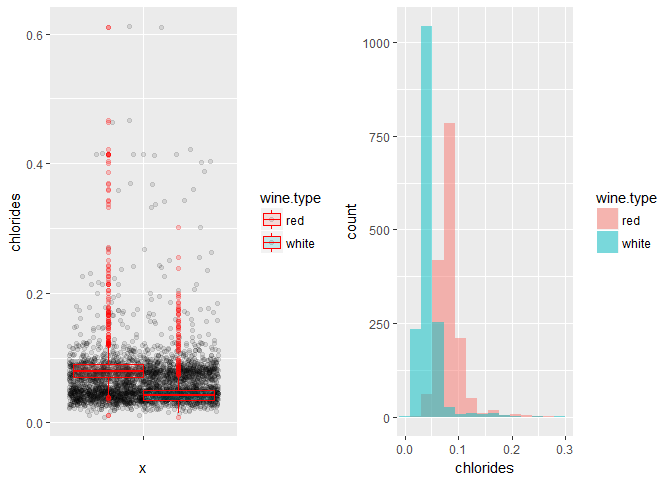 chlorides
0.6
0.4
0.2
0.0
x
wine.type
red
white
count
1000
750
500
250
0
0.0 0.1 0.2 0.3
chlorides
wine.type
red
white